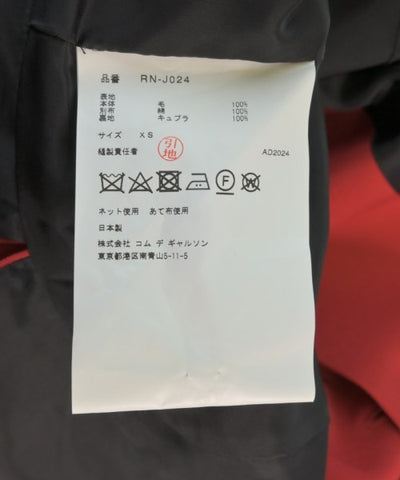 品番 RN-J024
表地
本体 毛 100%
別布 綿 100%
裏地 キュプラ 100%
サイズ XS
縫製責任者 引地 AD2024
ネット使用 あて布使用
日本製
株式会社 コム デ ギャルソン
東京都港区南青山5-11-5